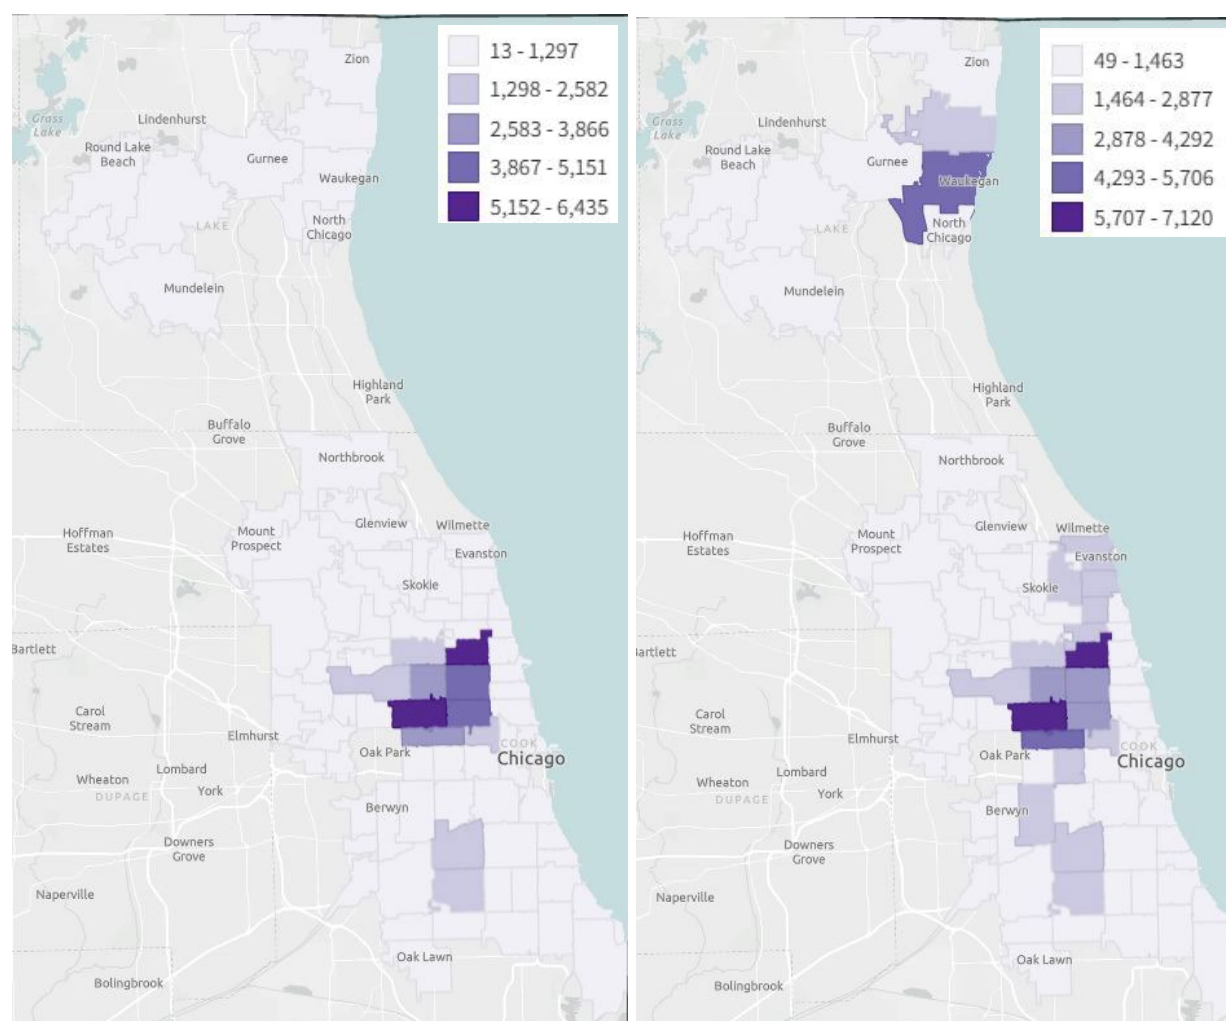 13 - 1,297
1,298 - 2,582
2,583 - 3,866
3,867 - 5,151
5,152 - 6,435
Zion
Grass
Lake
Lindenhurst
Round Lake
Beach
Gurnee
Waukegan
North
Chicago
LAKE
Mundelein
Highland
Park
Buffalo
Grove
Northbrook
Glenview
Wilmette
Hoffman
Estates
Mount
Prospect
Evanston
Skokie
Bartlett
Carol
Stream
Elmhurst
Oak Park
COOK
Chicago
Wheaton
Lombard
York
DUPAGE
Berwyn
Downers
Grove
Naperville
Oak Lawn
Bolingbrook
49 - 1,463
1,464 - 2,877
2,878 - 4,292
4,293 - 5,706
5,707 - 7,120
Zion
Grass
Lake
Lindenhurst
Round Lake
Beach
Gurnee
Waukegan
North
Chicago
LAKE
Mundelein
Highland
Park
Buffalo
Grove
Northbrook
Glenview
Wilmette
Hoffman
Estates
Mount
Prospect
Evanston
Skokie
Bartlett
Carol
Stream
Elmhurst
Oak Park
COOK
Chicago
Wheaton
Lombard
York
DUPAGE
Berwyn
Downers
Grove
Naperville
Oak Lawn
Bolingbrook